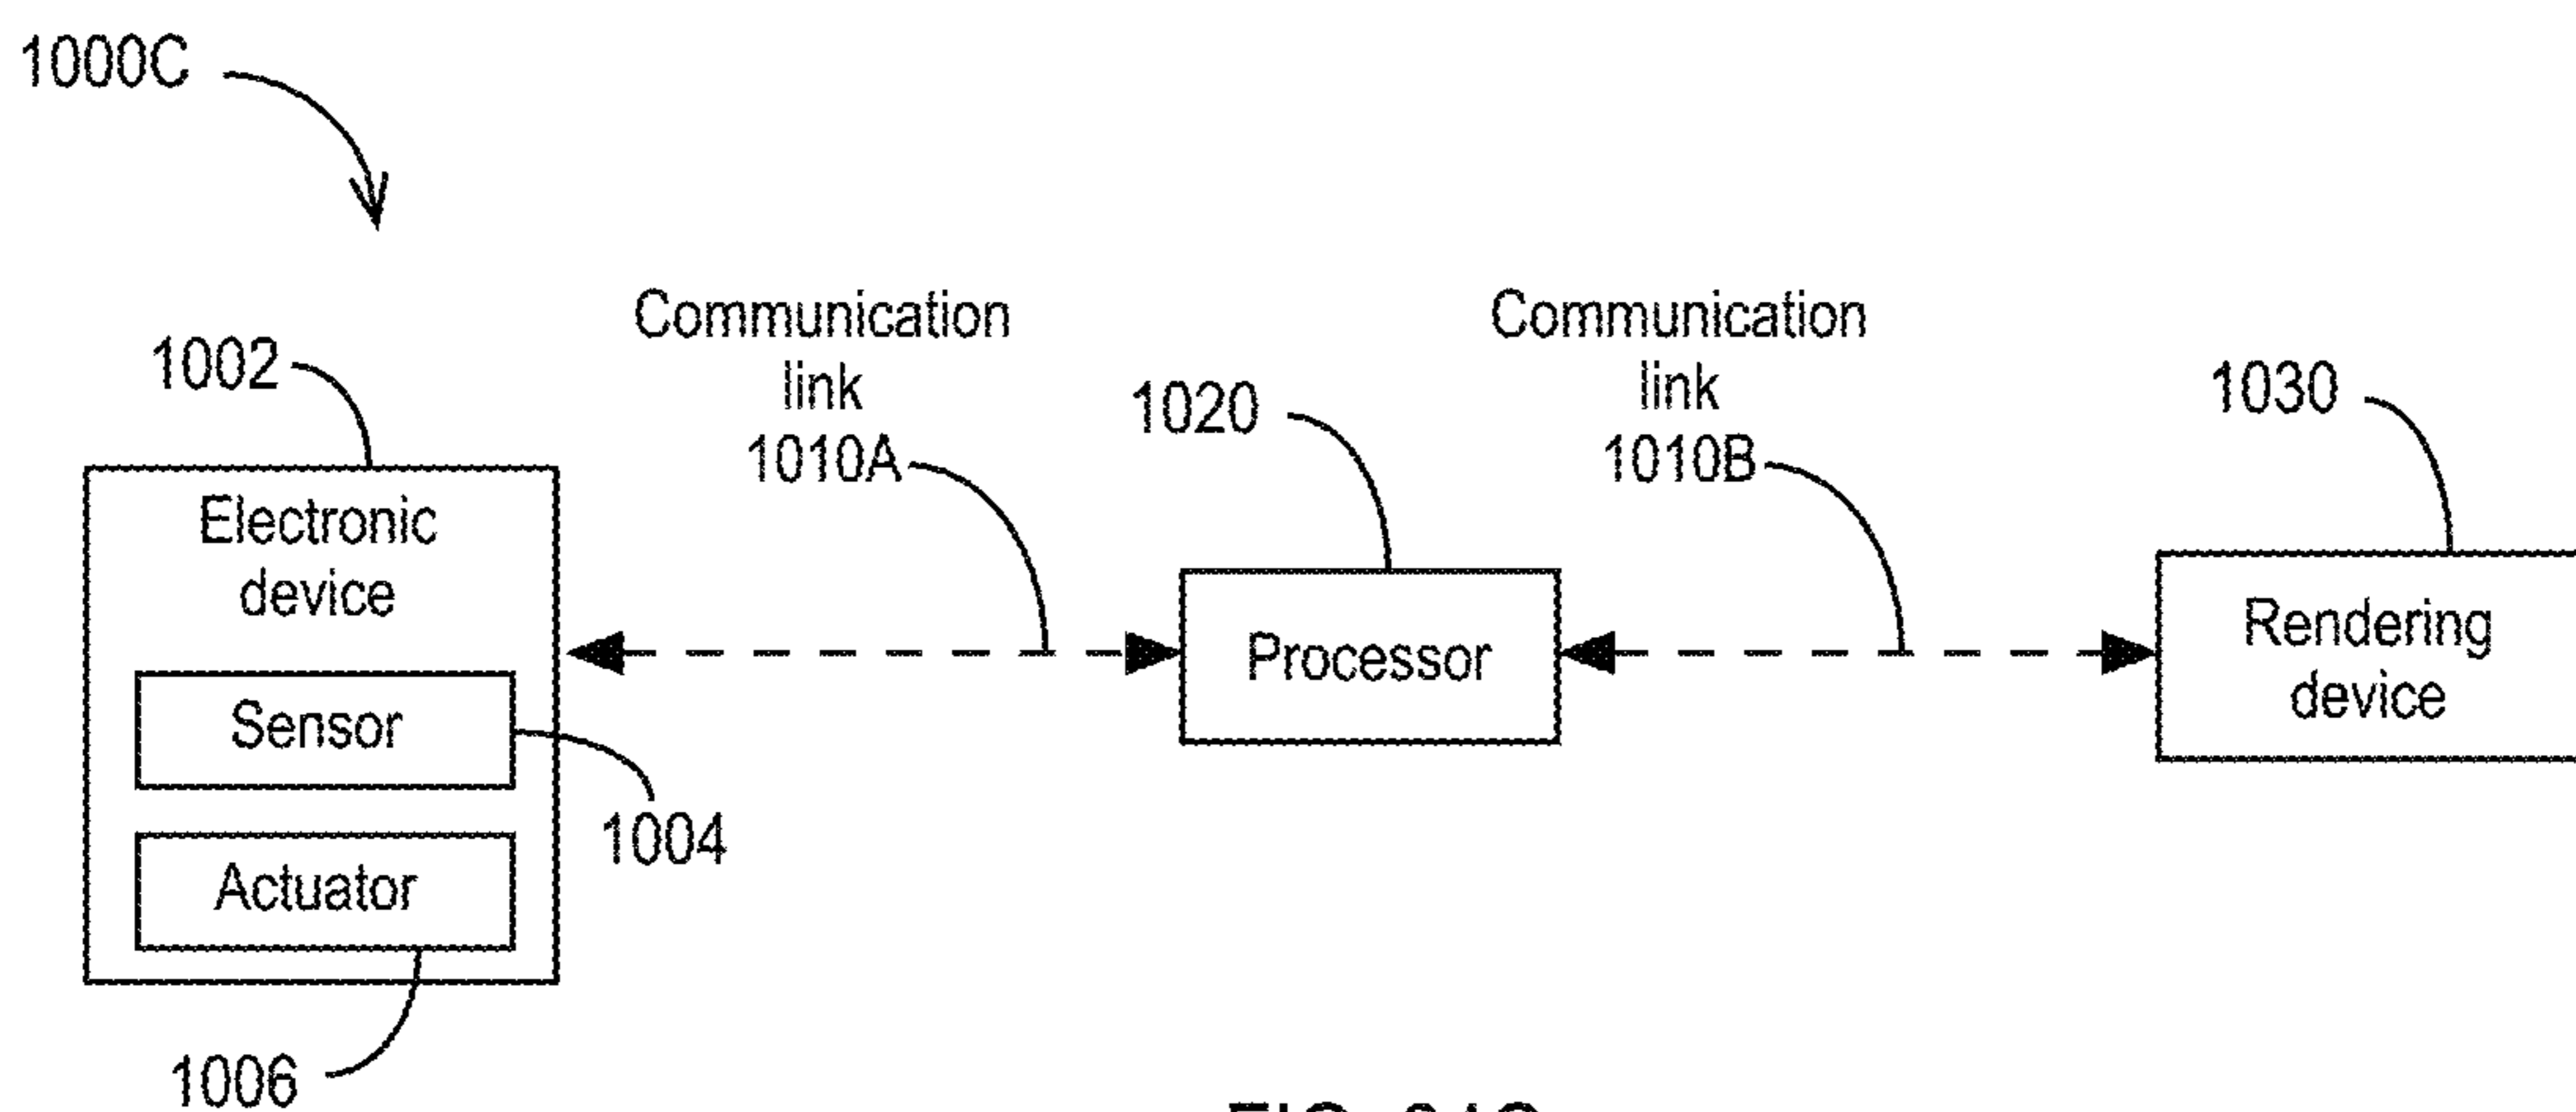 1000C
1002
Communication
link
1010A
1020
Communication
link
1010B
1030
Electronic
device
Sensor
1004
Actuator
1006
Processor
Rendering
device